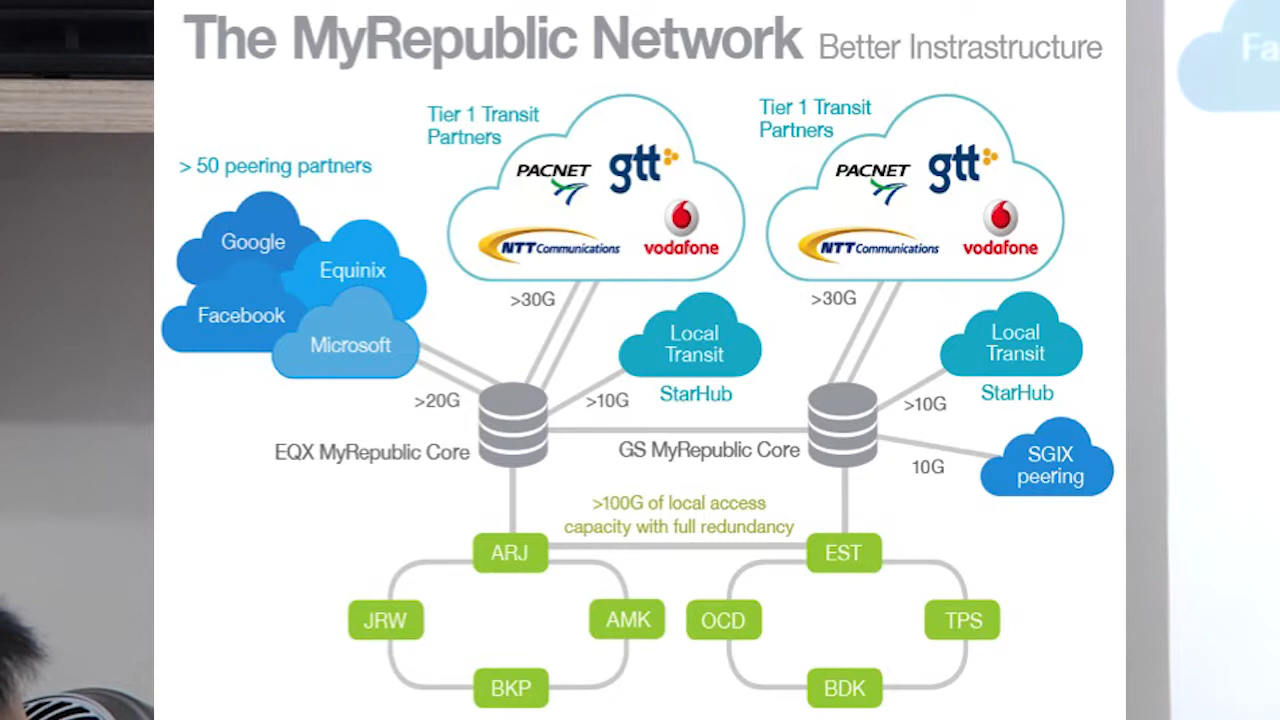 The MyRepublic Network Better Instrastructure
Tier 1 Transit
Partners
Tier 1 Transit
Partners
> 50 peering partners
PACNET
gtt
NTT Communications
vodafone
PACNET
gtt
NTT Communications
vodafone
Google
Equinix
Facebook
Microsoft
>30G
>30G
Local
Transit
StarHub
Local
Transit
StarHub
>20G
>10G
>10G
EQX MyRepublic Core
GS MyRepublic Core
10G
SGIX
peering
>100G of local access
capacity with full redundancy
ARJ
EST
JRW
AMK
OCD
TPS
BKP
BDK
Fa